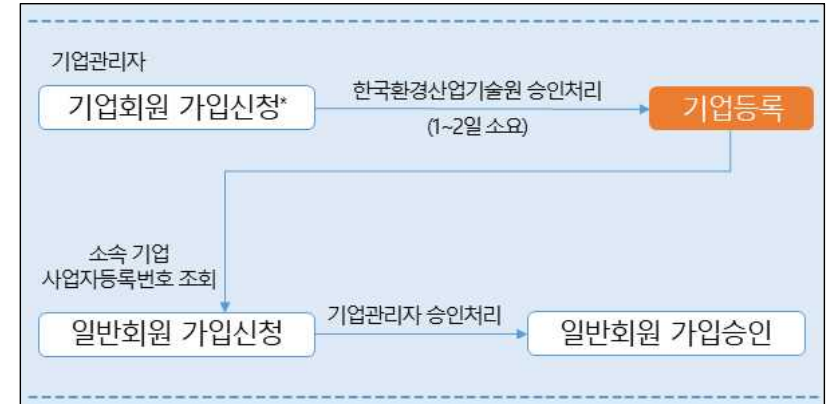 기업관리자
기업회원 가입신청*
한국환경산업기술원 승인처리
(1~2일 소요)
기업등록
소속 기업
사업자등록번호 조회
일반회원 가입신청
기업관리자 승인처리
일반회원 가입승인